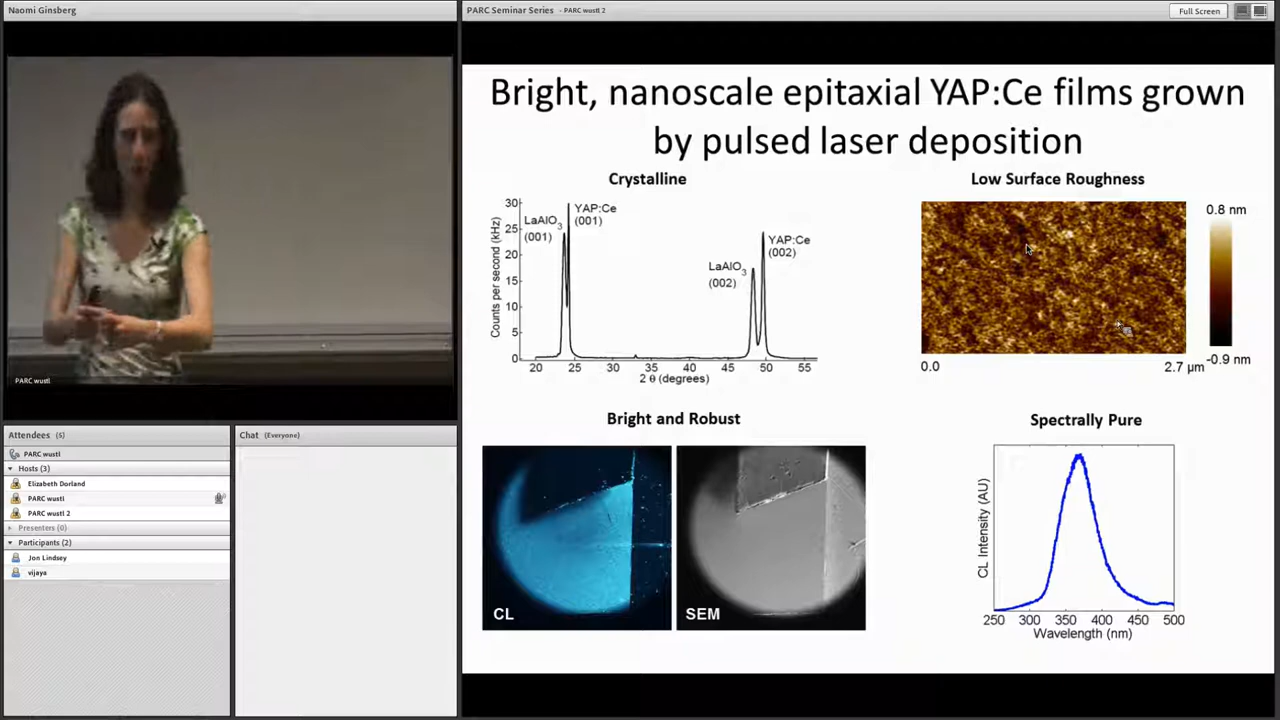 Naomi Ginsberg
PARC Seminar Series - PARC wustl 2
Full Screen
Bright, nanoscale epitaxial YAP:Ce films grown
by pulsed laser deposition
Crystalline
30
25
20
15
10
5
0
Counts per second (kHz)
LaAlO3
(001)
YAP:Ce
(001)
LaAlO3
(002)
YAP:Ce
(002)
20 25 30 35 40 45 50 55
2 θ (degrees)
Low Surface Roughness
0.8 nm
-0.9 nm
0.0
2.7 µm
Bright and Robust
CL
SEM
Spectrally Pure
CL Intensity (AU)
250 300 350 400 450 500
Wavelength (nm)
PARC wustl
Attendees (5)
PARC wustl
Hosts (3)
Elizabeth Dorland
PARC wustl
PARC wustl 2
Presenters (0)
Participants (2)
Jon Lindsey
vijaya
Chat (Everyone)